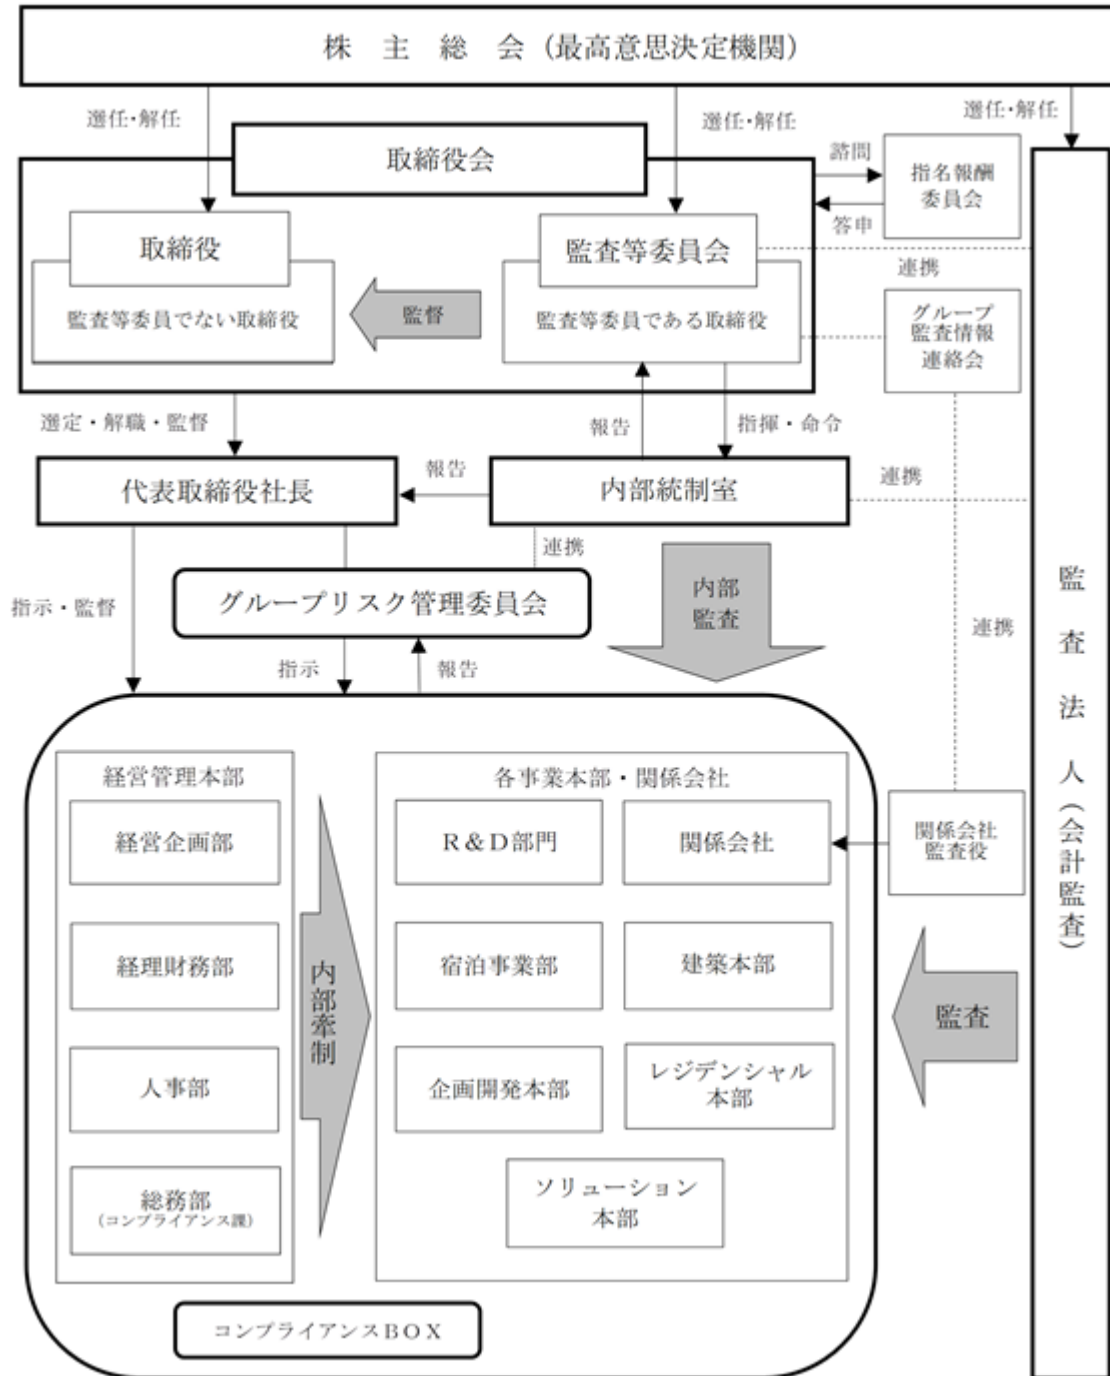 株 主 総 会 (最高意思決定機関)
選任・解任
選任・解任
選任・解任
取締役会
諮問
答申
指名報酬
委員会
取締役
監査等委員でない取締役
監督
監査等委員会
監査等委員である取締役
連携
グループ
監査情報
連絡会
選定・解職・監督
報告
指揮・命令
代表取締役社長
報告
内部統制室
連携
連携
グループリスク管理委員会
内部
監査
指示・監督
指示
報告
連携
監査法人(会計監査)
経営管理本部
経営企画部
経理財務部
人事部
総務部
(コンプライアンス課)
内部牽制
各事業本部・関係会社
R&D部門
関係会社
関係会社
監査役
宿泊事業部
建築本部
監査
企画開発本部
レジデンシャル
本部
ソリューション
本部
コンプライアンスBOX